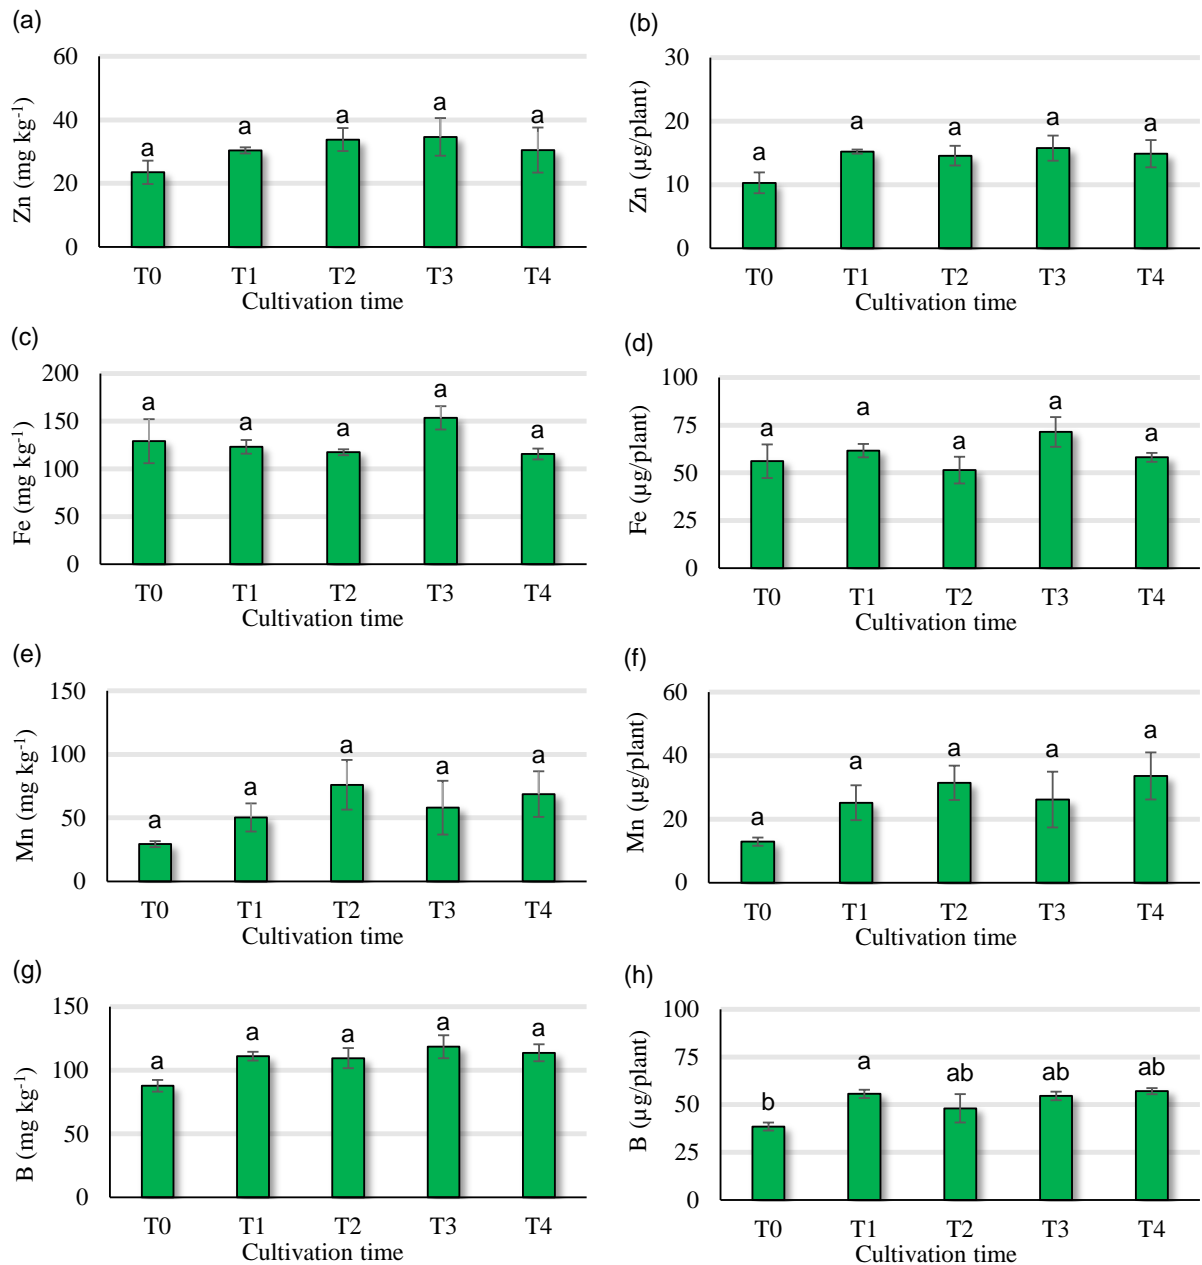 (a)
Zn (mg kg⁻¹)
60
40
20
0
a a a a a
T0 T1 T2 T3 T4
Cultivation time
(b)
Zn (µg/plant)
30
20
10
0
a a a a a
T0 T1 T2 T3 T4
Cultivation time
(c)
Fe (mg kg⁻¹)
200
150
100
50
0
a a a a a
T0 T1 T2 T3 T4
Cultivation time
(d)
Fe (µg/plant)
100
75
50
25
0
a a a a a
T0 T1 T2 T3 T4
Cultivation time
(e)
Mn (mg kg⁻¹)
150
100
50
0
a a a a a
T0 T1 T2 T3 T4
Cultivation time
(f)
Mn (µg/plant)
60
40
20
0
a a a a a
T0 T1 T2 T3 T4
Cultivation time
(g)
B (mg kg⁻¹)
150
100
50
0
a a a a a
T0 T1 T2 T3 T4
Cultivation time
(h)
B (µg/plant)
100
75
50
25
0
b a ab ab ab
T0 T1 T2 T3 T4
Cultivation time